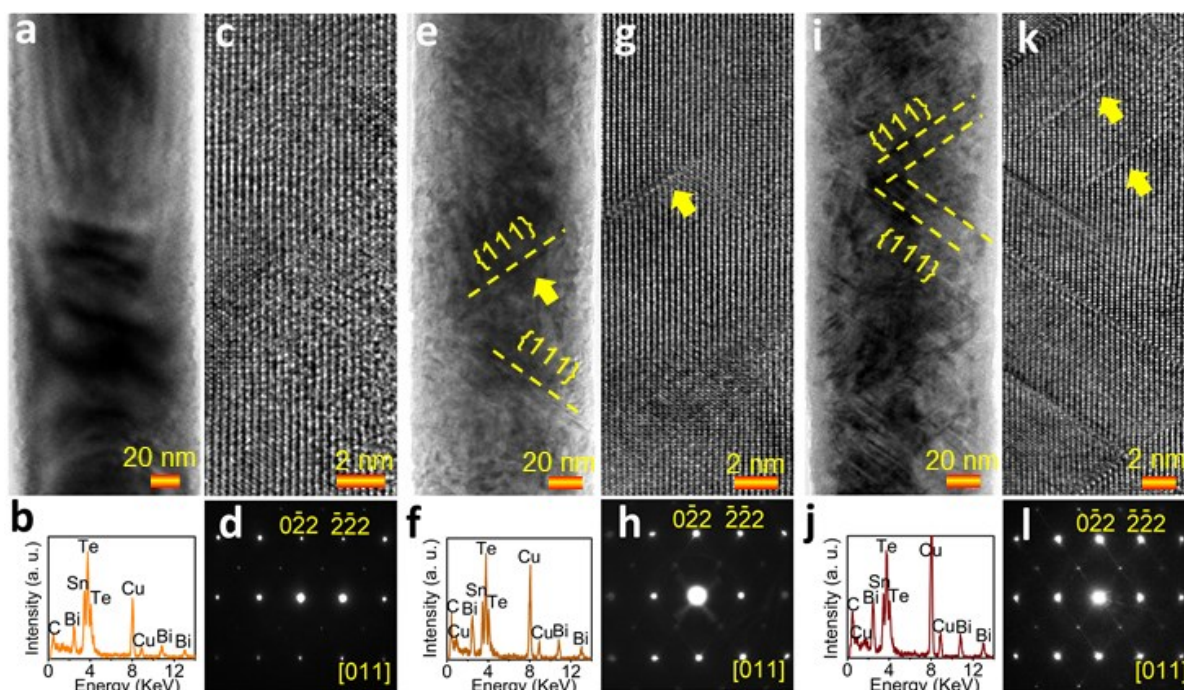 a
c
e
g
i
k
{111}
{111}
{111}
{111}
20 nm
2 nm
20 nm
2 nm
20 nm
2 nm
b
Intensity (a. u.)
C
Bi
Sn
Te
Te
Cu
Cu
Bi
Bi
0 4 8 12
Energy (KeV)
d
02̄2 2̄2̄2
[011]
f
Intensity (a. u.)
C
Cu
Bi
Sn
Te
Te
Cu
Cu
Bi
Bi
0 4 8 12
Energy (KeV)
h
02̄2 2̄2̄2
[011]
j
Intensity (a. u.)
C
Cu
Bi
Sn
Te
Te
Cu
Cu
Bi
Bi
0 4 8 12
Energy (KeV)
l
02̄2 2̄2̄2
[011]